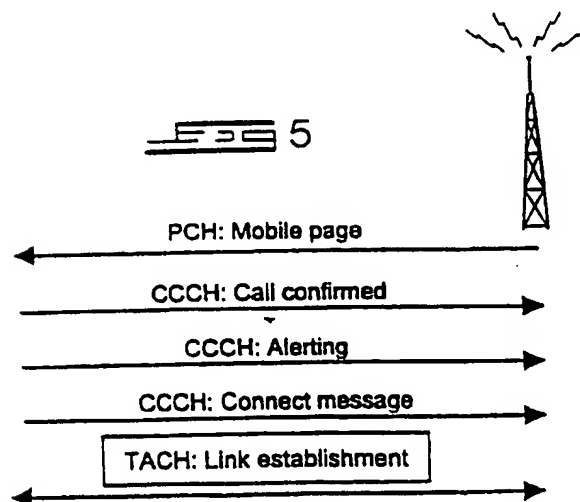 5
PCH: Mobile page
CCCH: Call confirmed
CCCH: Alerting
CCCH: Connect message
TACH: Link establishment